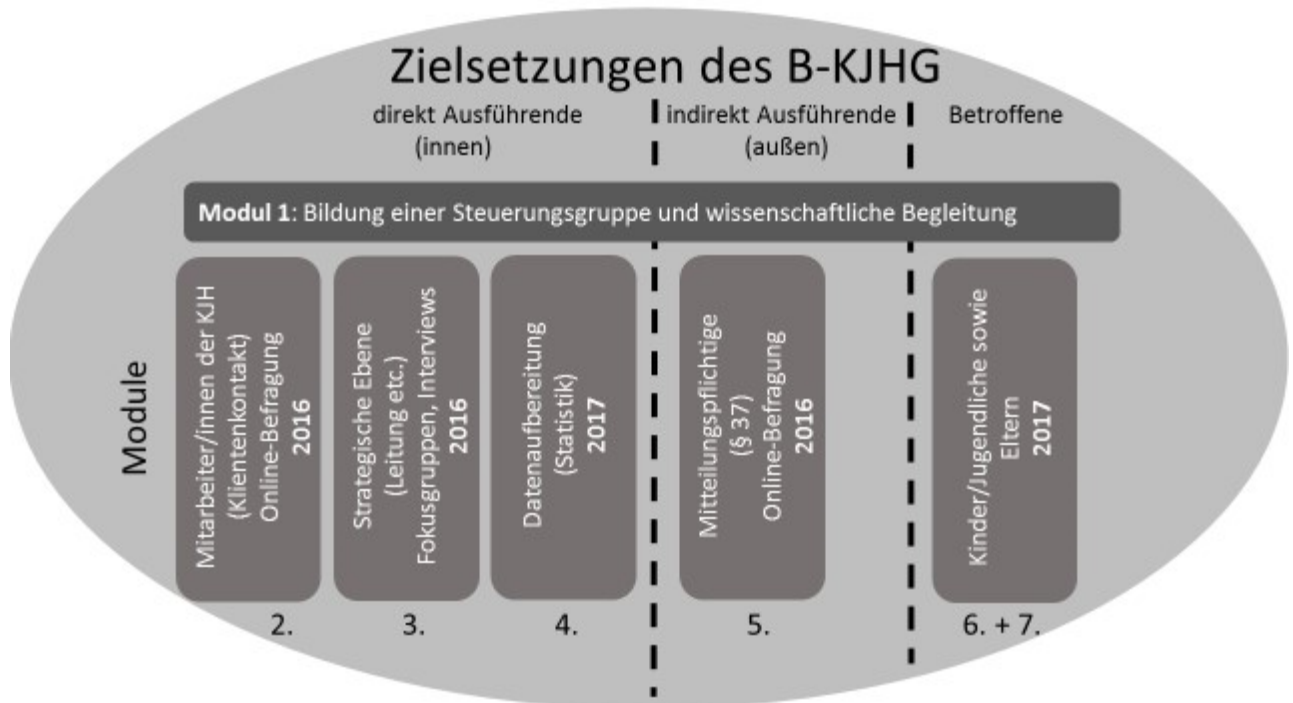 Zielsetzungen des B-KJHG
direkt Ausführende
(innen)
indirekt Ausführende
(außen)
Betroffene
Modul 1: Bildung einer Steuerungsgruppe und wissenschaftliche Begleitung
Module
Mitarbeiter/innen der KJH
(Klientenkontakt)
Online-Befragung
2016
Strategische Ebene
(Leitung etc.)
Fokusgruppen, Interviews
2016
Datenaufbereitung
(Statistik)
2017
Mitteilungspflichtige
(§ 37)
Online-Befragung
2016
Kinder/Jugendliche sowie
Eltern
2017
2.
3.
4.
5.
6. + 7.